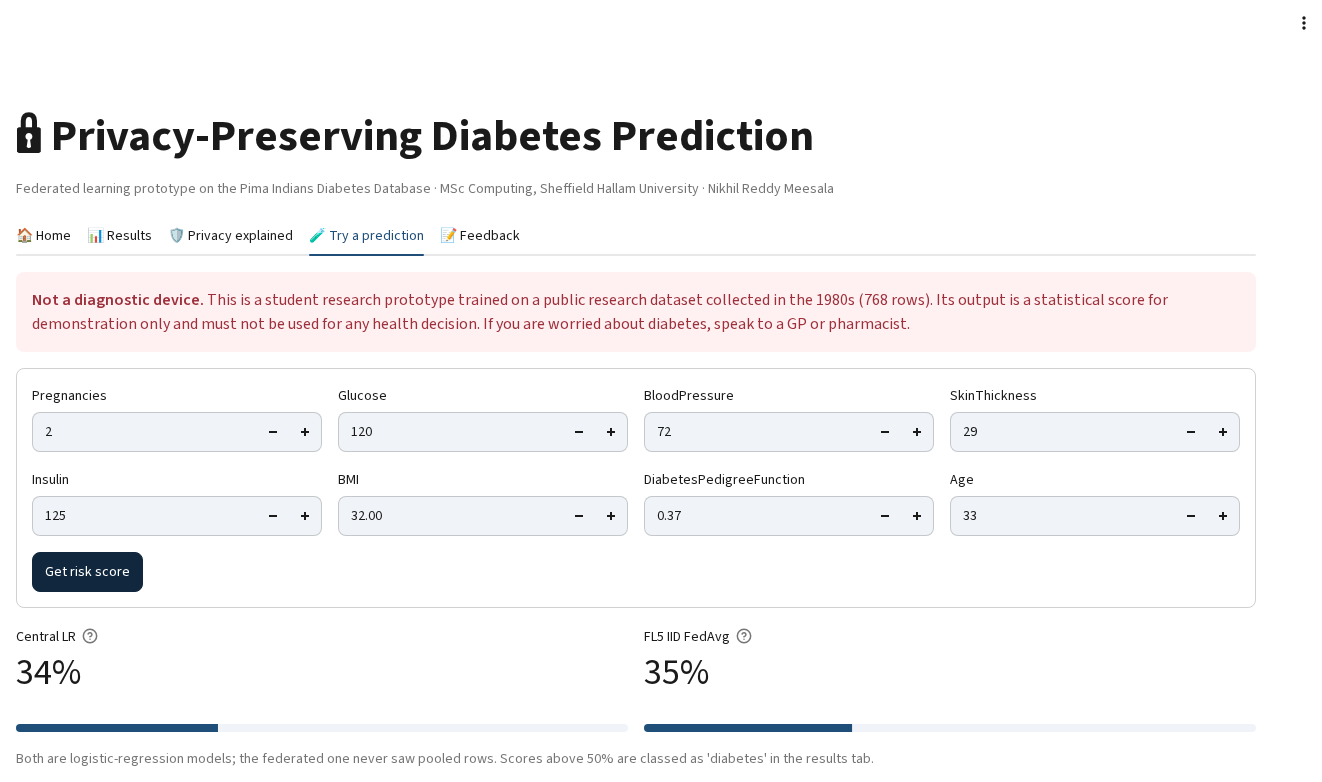 Privacy-Preserving Diabetes Prediction
Federated learning prototype on the Pima Indians Diabetes Database · MSc Computing, Sheffield Hallam University · Nikhil Reddy Meesala
Home Results Privacy explained Try a prediction Feedback
Not a diagnostic device. This is a student research prototype trained on a public research dataset collected in the 1980s (768 rows). Its output is a statistical score for
demonstration only and must not be used for any health decision. If you are worried about diabetes, speak to a GP or pharmacist.
Pregnancies Glucose BloodPressure SkinThickness
2 120 72 29
Insulin BMI DiabetesPedigreeFunction Age
125 32.00 0.37 33
Get risk score
Central LR FL5 IID FedAvg
34% 35%
Both are logistic-regression models; the federated one never saw pooled rows. Scores above 50% are classed as 'diabetes' in the results tab.